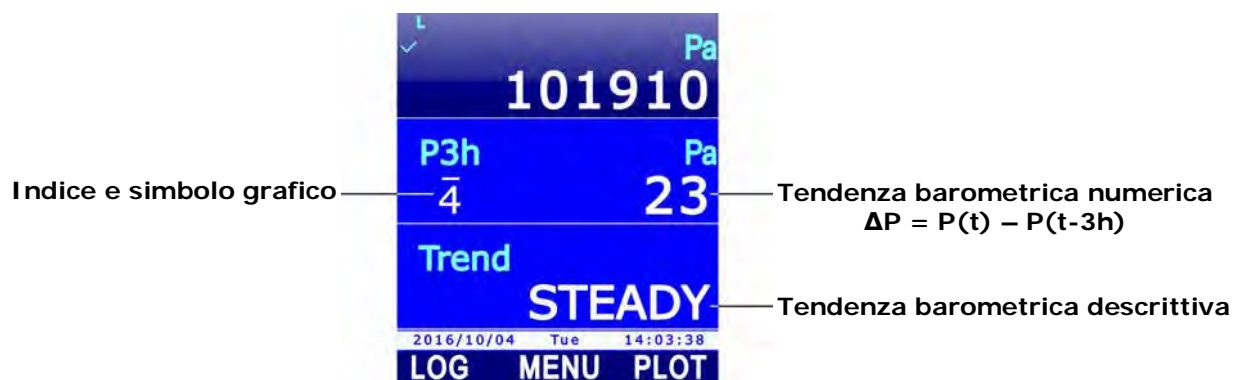 L
Pa
101910
P3h Pa
Indice e simbolo grafico 4 23 Tendenza barometrica numerica
ΔP = P(t) – P(t-3h)
Trend
STEADY Tendenza barometrica descrittiva
2016/10/04 Tue 14:03:38
LOG MENU PLOT